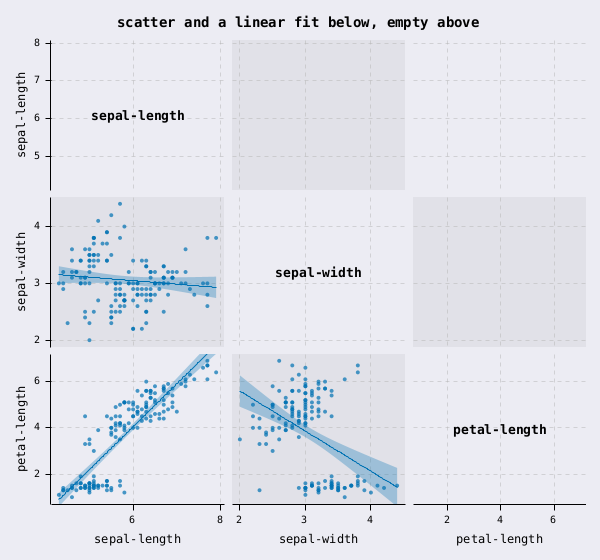 scatter and a linear fit below, empty above
8
7
6
5
sepal-length
sepal-length
4
3
2
sepal-width
sepal-width
6
4
2
petal-length
petal-length
6 8
2 3 4
2 4 6
sepal-length
sepal-width
petal-length